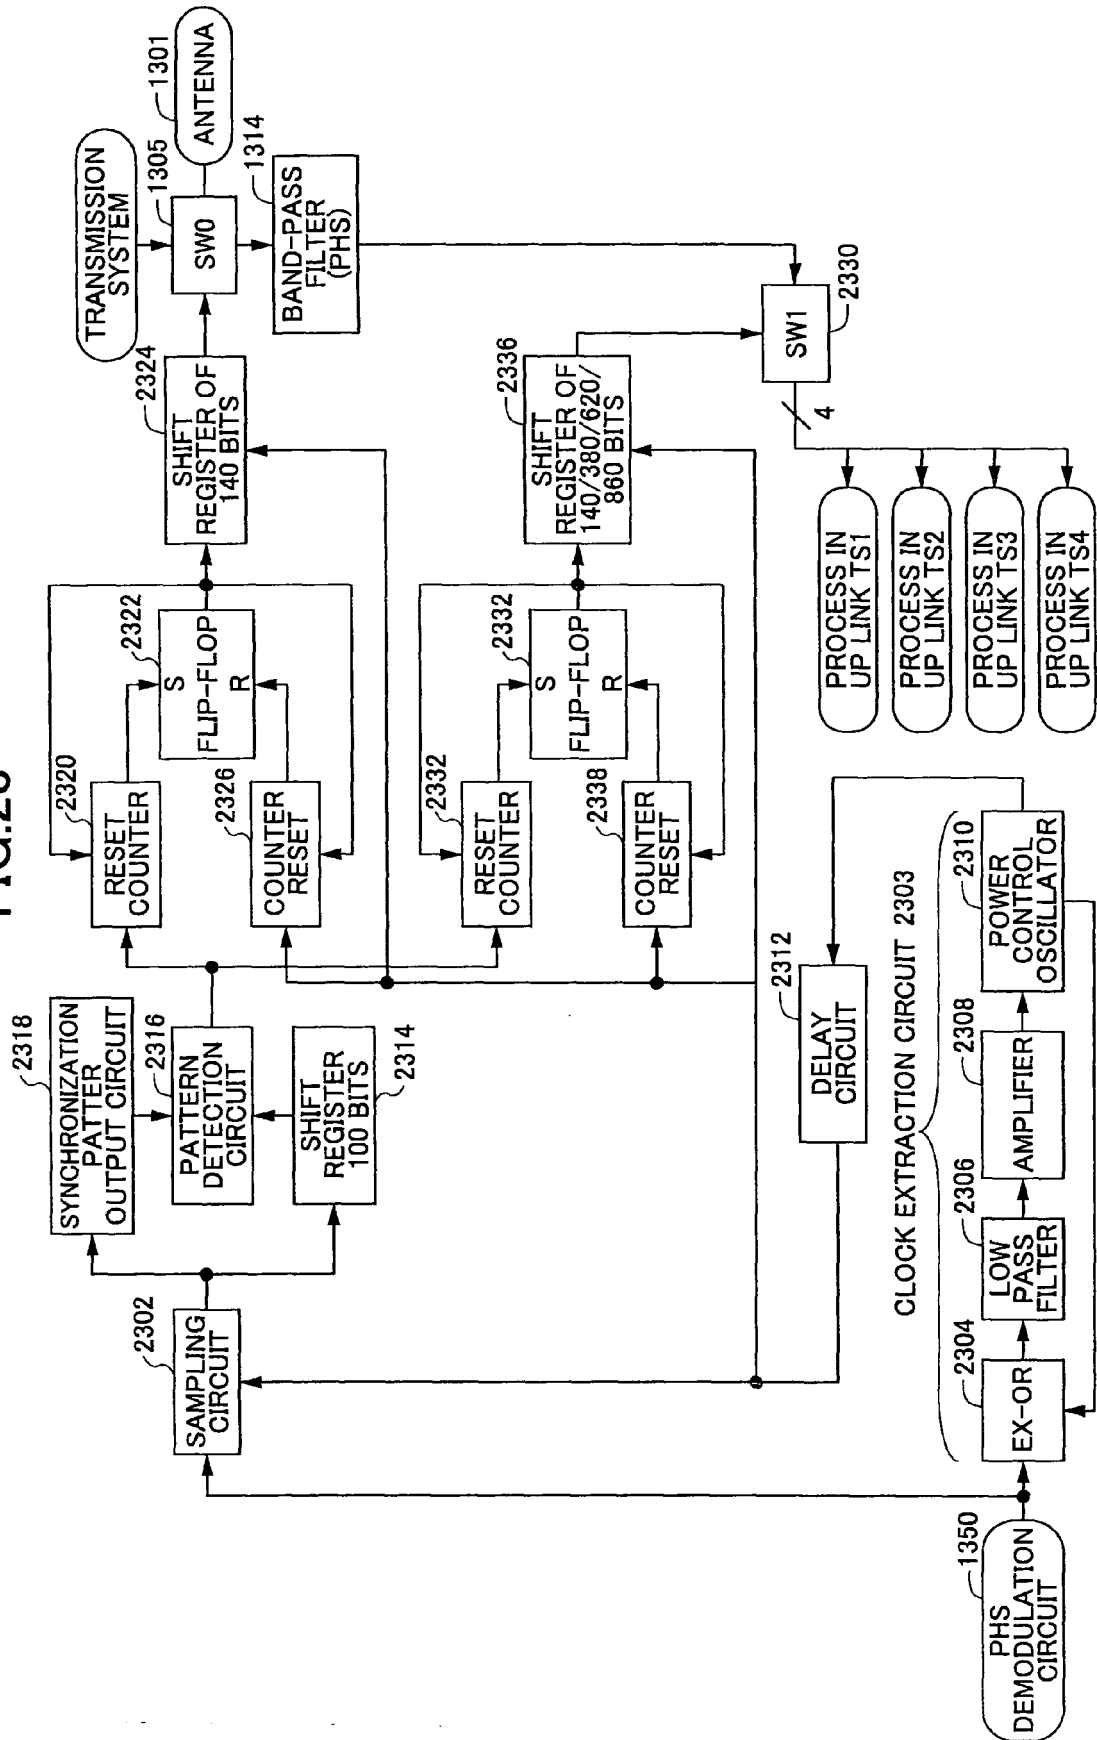 TRANSMISSION
SYSTEM
1305
1301
SW0
ANTENNA
1314
BAND-PASS
FILTER
(PHS)
2324
SHIFT
REGISTER OF
140 BITS
2320
RESET
COUNTER
2322
S
FLIP-FLOP
R
2326
COUNTER
RESET
2318
SYNCHRONIZATION
PATTER
OUTPUT CIRCUIT
2316
PATTERN
DETECTION
CIRCUIT
SHIFT
REGISTER
100 BITS
2314
2302
SAMPLING
CIRCUIT
2332
RESET
COUNTER
2332
S
FLIP-FLOP
R
2338
COUNTER
RESET
2336
SHIFT
REGISTER OF
140/380/620/
860 BITS
SW1
2330
4
PROCESS IN
UP LINK TS1
PROCESS IN
UP LINK TS2
PROCESS IN
UP LINK TS3
PROCESS IN
UP LINK TS4
2312
DELAY
CIRCUIT
CLOCK EXTRACTION CIRCUIT 2303
1350
PHS
DEMODULATION
CIRCUIT
2304
EX-OR
2306
LOW
PASS
FILTER
2308
AMPLIFIER
2310
POWER
CONTROL
OSCILLATOR